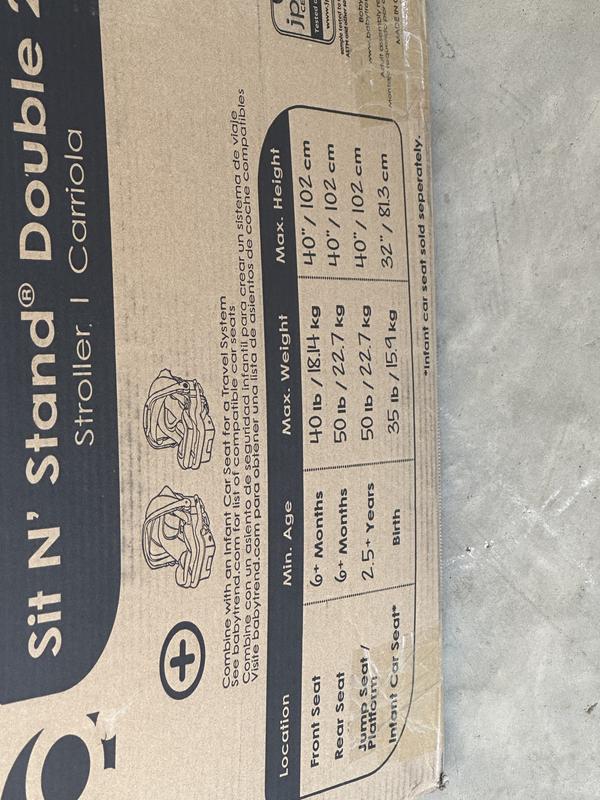 Sit N' Stand® Double 2
Stroller | Carriola
Combine with an Infant Car Seat for a Travel System
See babytrend.com for list of compatible car seats
Combine con un asiento de seguridad infantil para crear un sistema de viaje
Visite babytrend.com para obtener una lista de asientos de coche compatibles
Location Min. Age Max. Weight Max. Height
Front Seat 6+ Months 40 lb / 18.14 kg 40" / 102 cm
Rear Seat 6+ Months 50 lb / 22.7 kg 40" / 102 cm
Jump Seat / Platform 2.5+ Years 50 lb / 22.7 kg 40" / 102 cm
Infant Car Seat* Birth 35 lb / 15.9 kg 32" / 81.3 cm
*Infant car seat sold seperately.